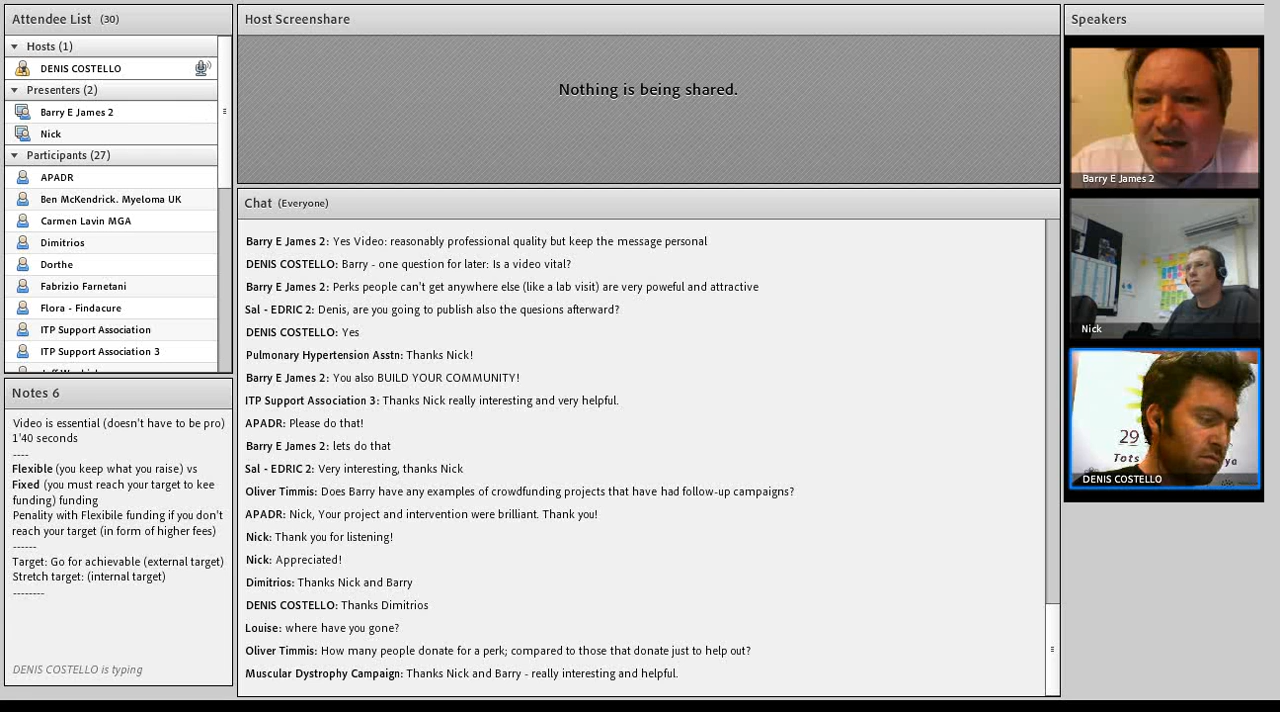 Attendee List (30)
Hosts (1)
DENIS COSTELLO
Presenters (2)
Barry E James 2
Nick
Participants (27)
APADR
Ben McKendrick. Myeloma UK
Carmen Lavin MGA
Dimitrios
Dorthe
Fabrizio Farnetani
Flora - Findacure
ITP Support Association
ITP Support Association 3
Notes 6
Video is essential (doesn't have to be pro)
1'40 seconds
----
Flexible (you keep what you raise) vs
Fixed (you must reach your target to kee
funding) funding
Penality with Flexibile funding if you don't
reach your target (in form of higher fees)
------
Target: Go for achievable (external target)
Stretch target: (internal target)
--------
DENIS COSTELLO is typing
Host Screenshare
Nothing is being shared.
Chat (Everyone)
Barry E James 2: Yes Video: reasonably professional quality but keep the message personal
DENIS COSTELLO: Barry - one question for later: Is a video vital?
Barry E James 2: Perks people can't get anywhere else (like a lab visit) are very poweful and attractive
Sal - EDRIC 2: Denis, are you going to publish also the quesions afterward?
DENIS COSTELLO: Yes
Pulmonary Hypertension Asstn: Thanks Nick!
Barry E James 2: You also BUILD YOUR COMMUNITY!
ITP Support Association 3: Thanks Nick really interesting and very helpful.
APADR: Please do that!
Barry E James 2: lets do that
Sal - EDRIC 2: Very interesting, thanks Nick
Oliver Timmis: Does Barry have any examples of crowdfunding projects that have had follow-up campaigns?
APADR: Nick, Your project and intervention were brilliant. Thank you!
Nick: Thank you for listening!
Nick: Appreciated!
Dimitrios: Thanks Nick and Barry
DENIS COSTELLO: Thanks Dimitrios
Louise: where have you gone?
Oliver Timmis: How many people donate for a perk; compared to those that donate just to help out?
Muscular Dystrophy Campaign: Thanks Nick and Barry - really interesting and helpful.
Speakers
Barry E James 2
Nick
29
Tots
ya
DENIS COSTELLO